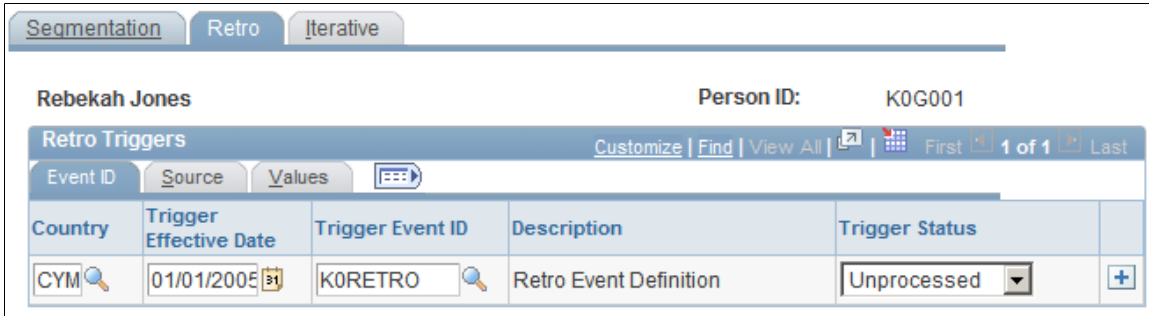 Segmentation Retro Iterative
Rebekah Jones Person ID: K0G001
Retro Triggers Customize | Find | View All | | First 1 of 1 Last
Event ID Source Values
Country Trigger Effective Date Trigger Event ID Description Trigger Status
CYM 01/01/2005 31 K0RETRO Retro Event Definition Unprocessed